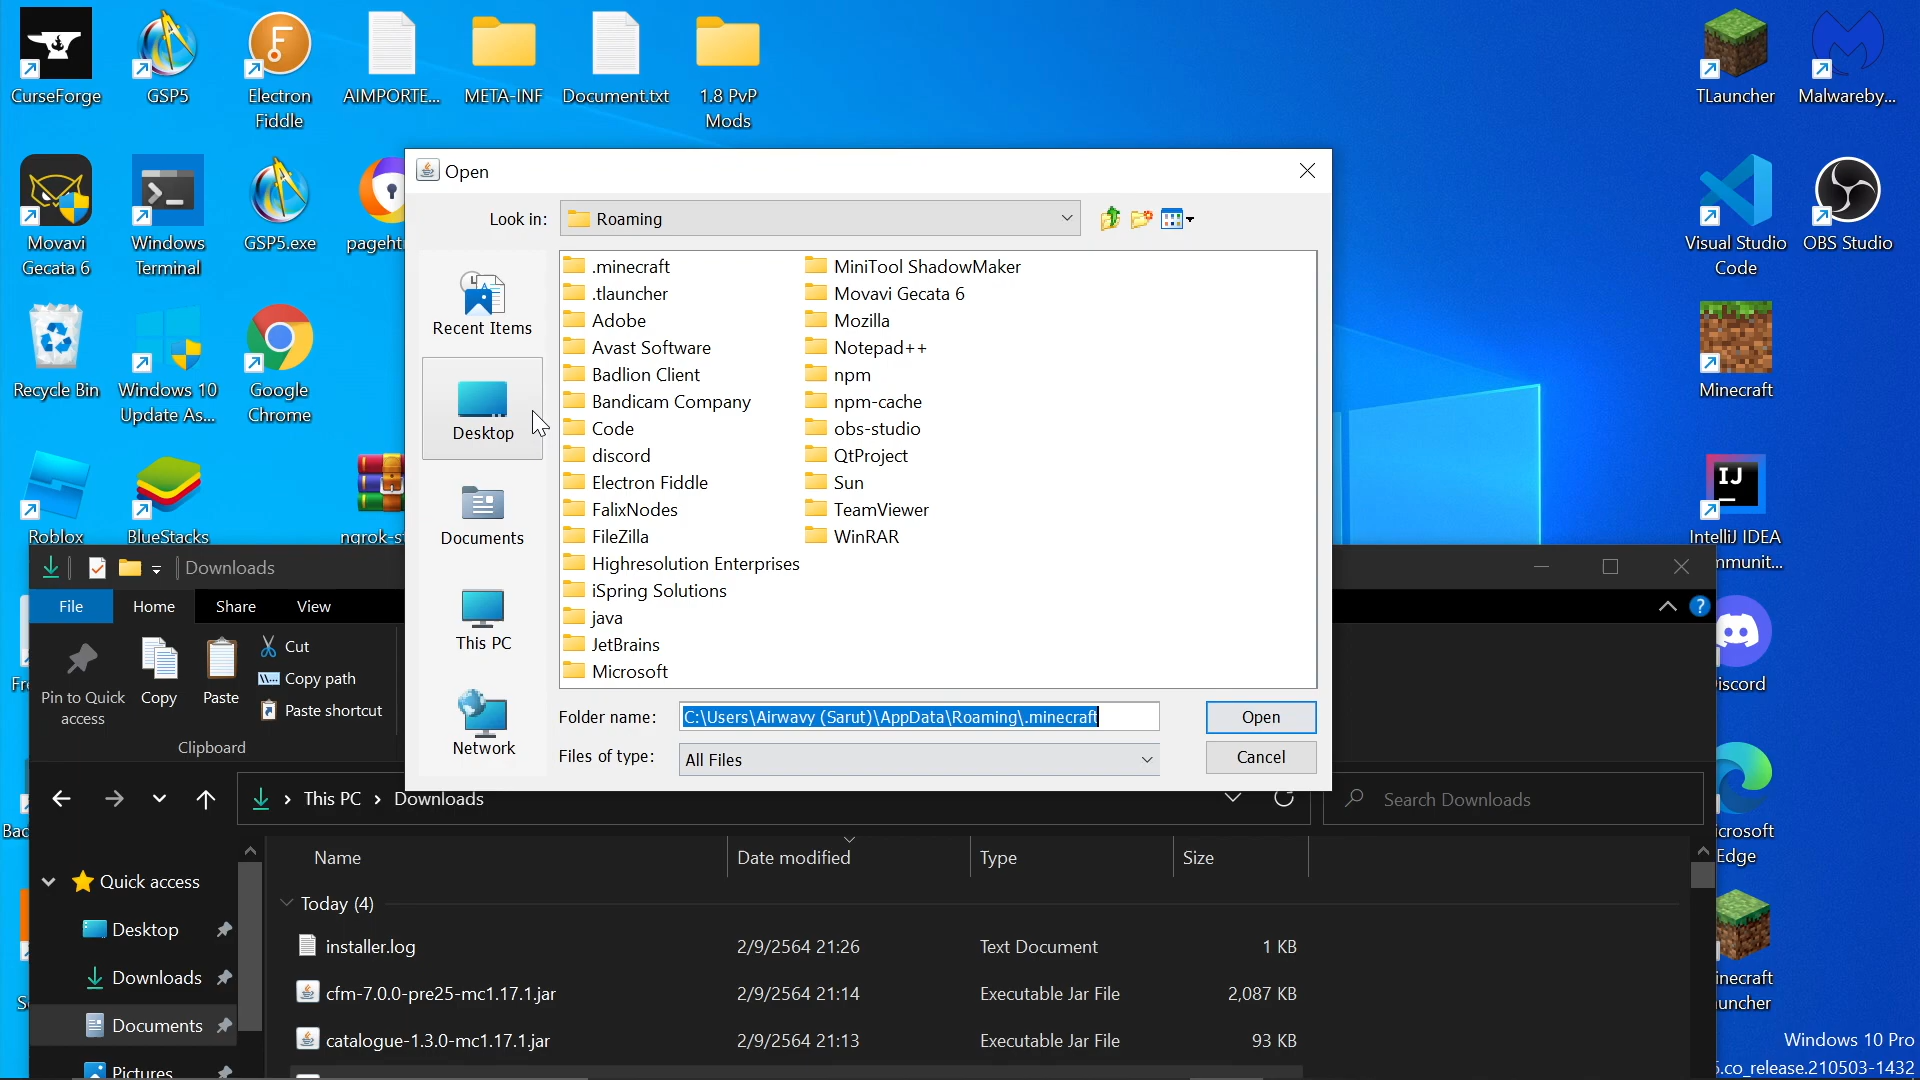 CurseForge
GSP5
Electron
Fiddle
AIMPORTE...
META-INF
Document.txt
1.8 PvP
Mods
TLauncher
Malwareby...
Movavi
Gecata 6
Windows
Terminal
GSP5.exe
Visual Studio
Code
OBS Studio
Recycle Bin
Windows 10
Update As...
Google
Chrome
Minecraft
Roblox
BlueStacks
IJ
IntelliJ IDEA
Open
Look in:
Roaming
Recent Items
Desktop
Documents
This PC
Network
.minecraft
.tlauncher
Adobe
Avast Software
Badlion Client
Bandicam Company
Code
discord
Electron Fiddle
FalixNodes
FileZilla
Highresolution Enterprises
iSpring Solutions
java
JetBrains
Microsoft
MiniTool ShadowMaker
Movavi Gecata 6
Mozilla
Notepad++
npm
npm-cache
obs-studio
QtProject
Sun
TeamViewer
WinRAR
Folder name:
C:\Users\Airwavy (Sarut)\AppData\Roaming\.minecraft
Open
Files of type:
All Files
Cancel
Downloads
File
Home
Share
View
?
Pin to Quick
access
Copy
Paste
Cut
Copy path
Paste shortcut
Clipboard
This PC
Downloads
Search Downloads
Name
Date modified
Type
Size
Quick access
Desktop
Downloads
Documents
Pictures
Today (4)
installer.log
2/9/2564 21:26
Text Document
1 KB
cfm-7.0.0-pre25-mc1.17.1.jar
2/9/2564 21:14
Executable Jar File
2,087 KB
catalogue-1.3.0-mc1.17.1.jar
2/9/2564 21:13
Executable Jar File
93 KB
Edge
Windows 10 Pro
.co_release.210503-1432